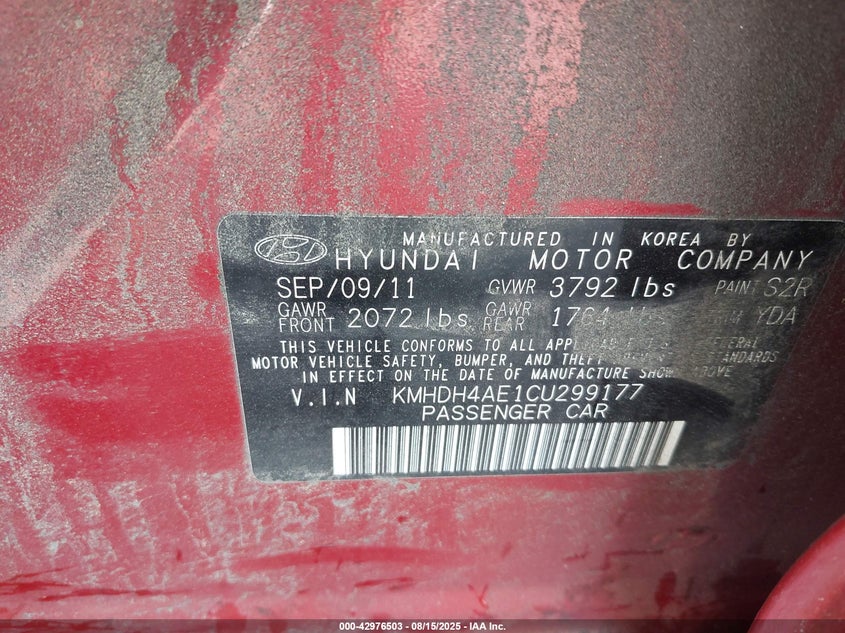 MANUFACTURED IN KOREA BY
HYUNDAI MOTOR COMPANY
SEP/09/11 GVWR 3792 lbs PAINT S2R
GAWR FRONT 2072 lbs GAWR REAR YDA
THIS VEHICLE CONFORMS TO ALL FEDERAL
MOTOR VEHICLE SAFETY, BUMPER, AND THEFT STANDARDS
IN EFFECT ON THE DATE OF MANUFACTURE ABOVE
V.I.N KMHDH4AE1CU299177
PASSENGER CAR
000-42976503 - 08/15/2025 - IAA Inc.